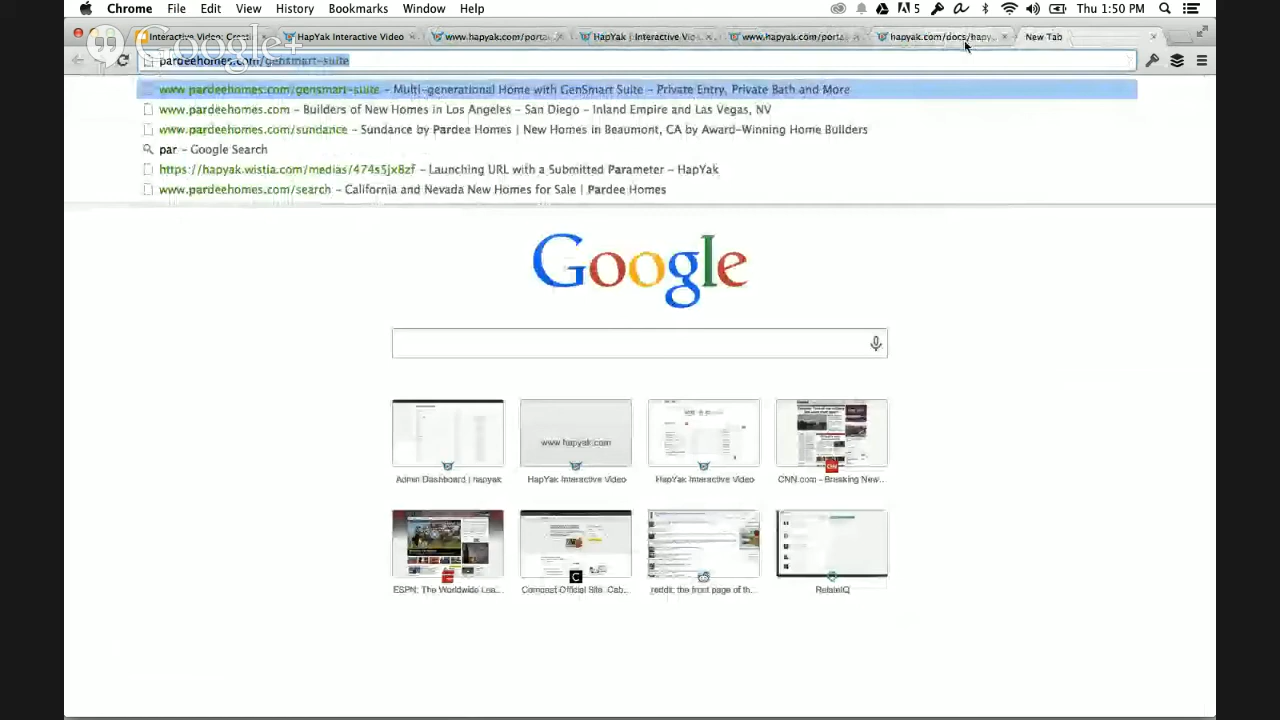 Chrome File Edit View History Bookmarks Window Help 5 Thu 1:50 PM
Google+
Interactive Video: Creati HapYak Interactive Video www.hapyak.com/porta HapYak | Interactive Vi www.hapyak.com/porta hapyak.com/docs/hapy... New Tab
pardeehomes.com/gensmart-suite
www.pardeehomes.com/gensmart-suite – Multi-generational Home with GenSmart Suite – Private Entry, Private Bath and More
www.pardeehomes.com – Builders of New Homes in Los Angeles – San Diego – Inland Empire and Las Vegas, NV
www.pardeehomes.com/sundance – Sundance by Pardee Homes | New Homes in Beaumont, CA by Award-Winning Home Builders
par – Google Search
https://hapyak.wistia.com/medias/474s5jx8zf – Launching URL with a Submitted Parameter – HapYak
www.pardeehomes.com/search – California and Nevada New Homes for Sale | Pardee Homes
Google
www.hapyak.com
Admin Dashboard | hapyak HapYak Interactive Video HapYak Interactive Video CNN.com - Breaking New...
ESPN: The Worldwide Lea... Comcast Official Site: Cab... reddit: the front page of th... RelateIQ